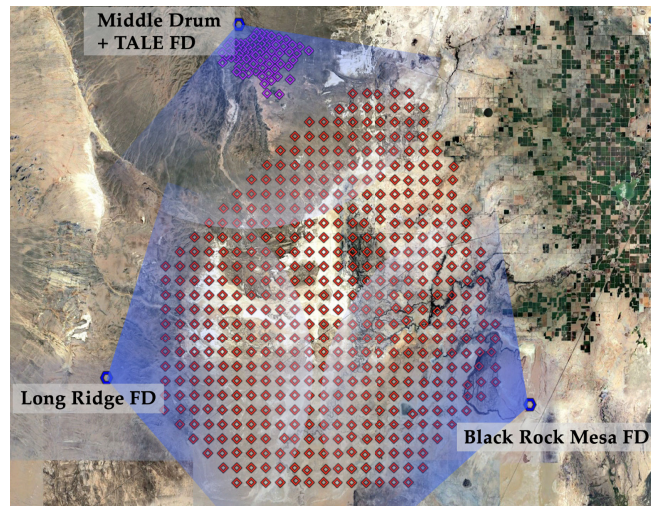 Middle Drum
+ TALE FD
Long Ridge FD
Black Rock Mesa FD